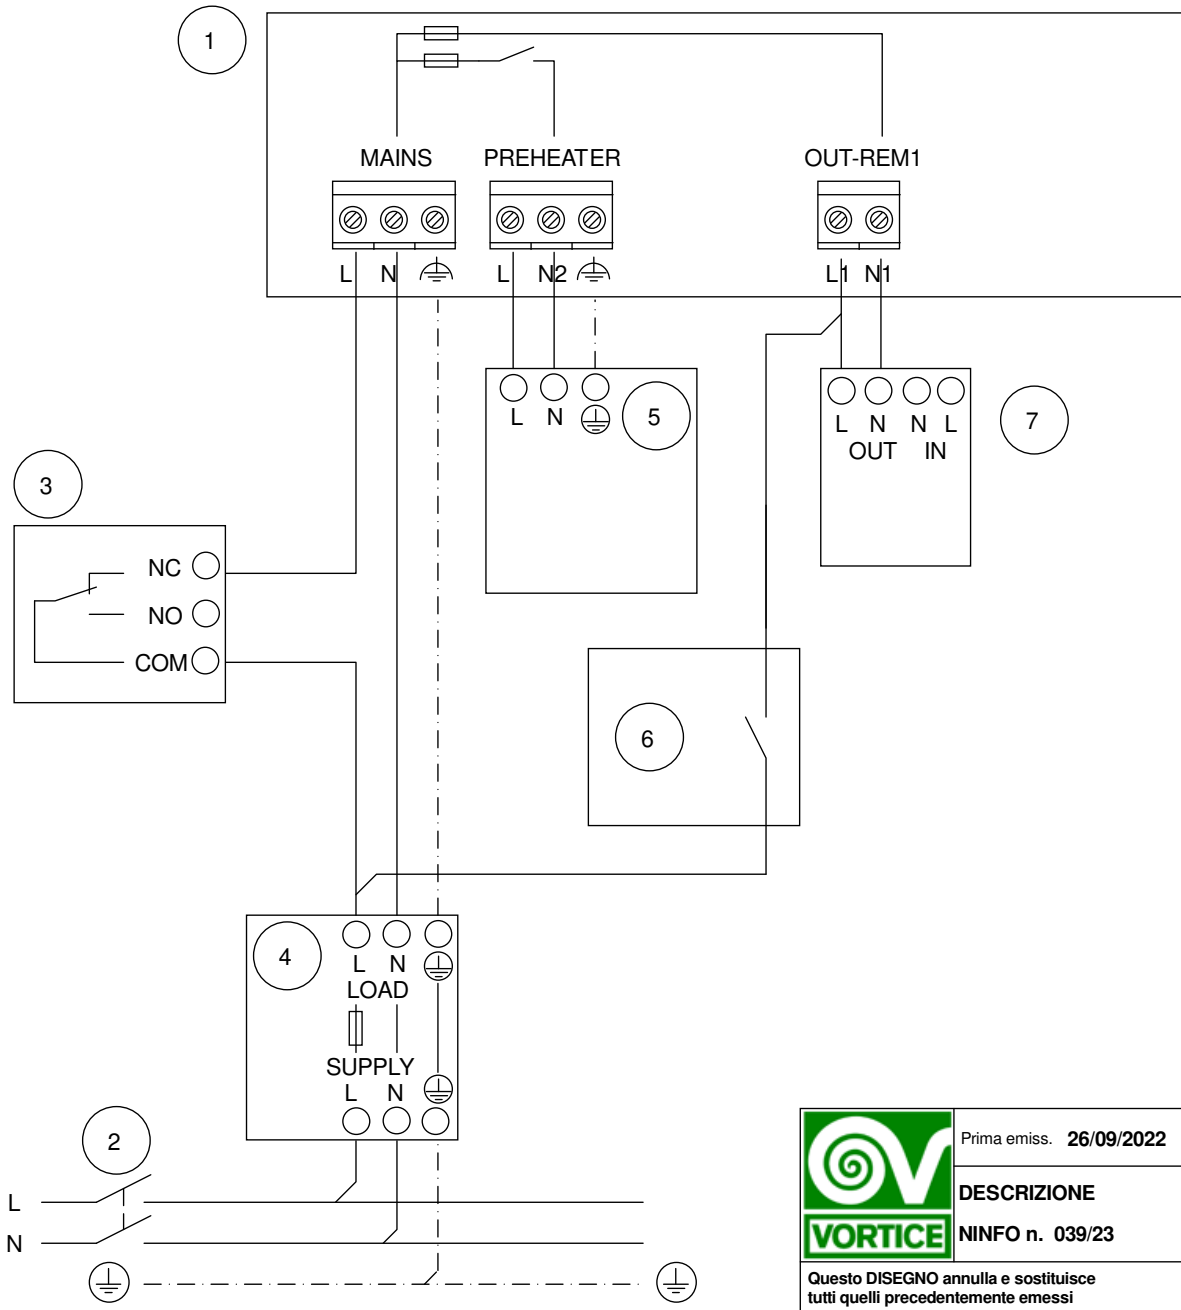 1
MAINS PREHEATER OUT-REM1
L N L N2 L1 N1
5
L N
7
L N N L
OUT IN
3
NC
NO
COM
6
4
L N
LOAD
SUPPLY
L N
2
L
N
VORTICE
Prima emiss. 26/09/2022
DESCRIZIONE
NINFO n. 039/23
Questo DISEGNO annulla e sostituisce
tutti quelli precedentemente emessi